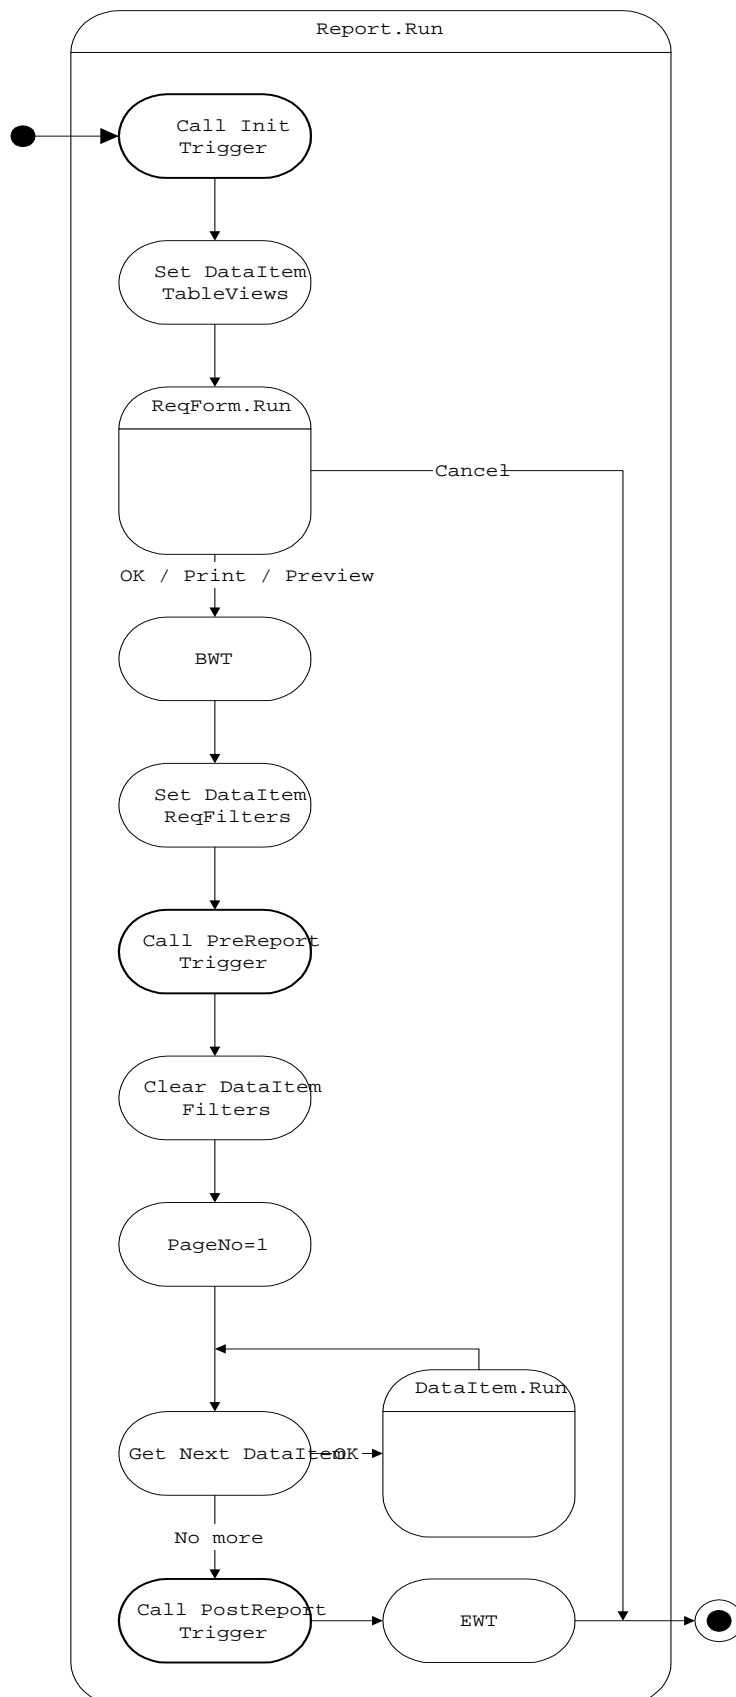 Report.Run
Call Init
Trigger
Set DataItem
TableViews
ReqForm.Run
Cancel
OK / Print / Preview
BWT
Set DataItem
ReqFilters
Call PreReport
Trigger
Clear DataItem
Filters
PageNo=1
DataItem.Run
Get Next DataItem
OK
No more
Call PostReport
Trigger
EWT